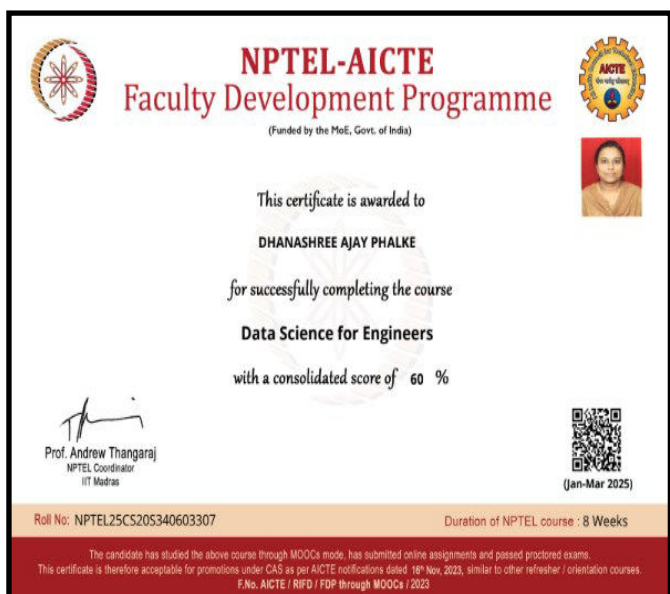 NPTEL-AICTE
Faculty Development Programme
(Funded by the MoE, Govt. of India)
AICTE
This certificate is awarded to
DHANASHREE AJAY PHALKE
for successfully completing the course
Data Science for Engineers
with a consolidated score of 60 %
Prof. Andrew Thangaraj
NPTEL Coordinator
IIT Madras
(Jan-Mar 2025)
Roll No: NPTEL25CS20S340603307
Duration of NPTEL course : 8 Weeks
The candidate has studied the above course through MOOCs mode, has submitted online assignments and passed proctored exams.
This certificate is therefore acceptable for promotions under CAS as per AICTE notifications dated 16th Nov, 2023, similar to other refresher / orientation courses.
F.No. AICTE / RIFD / FDP through MOOCs / 2023